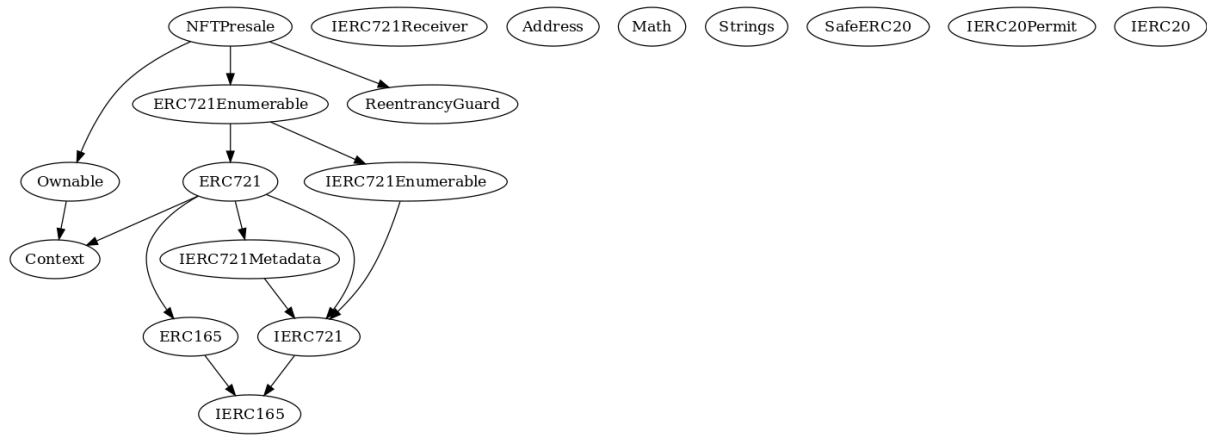 NFTPresale IERC721Receiver Address Math Strings SafeERC20 IERC20Permit IERC20
ERC721Enumerable ReentrancyGuard
Ownable ERC721 IERC721Enumerable
Context IERC721Metadata
ERC165 IERC721
IERC165